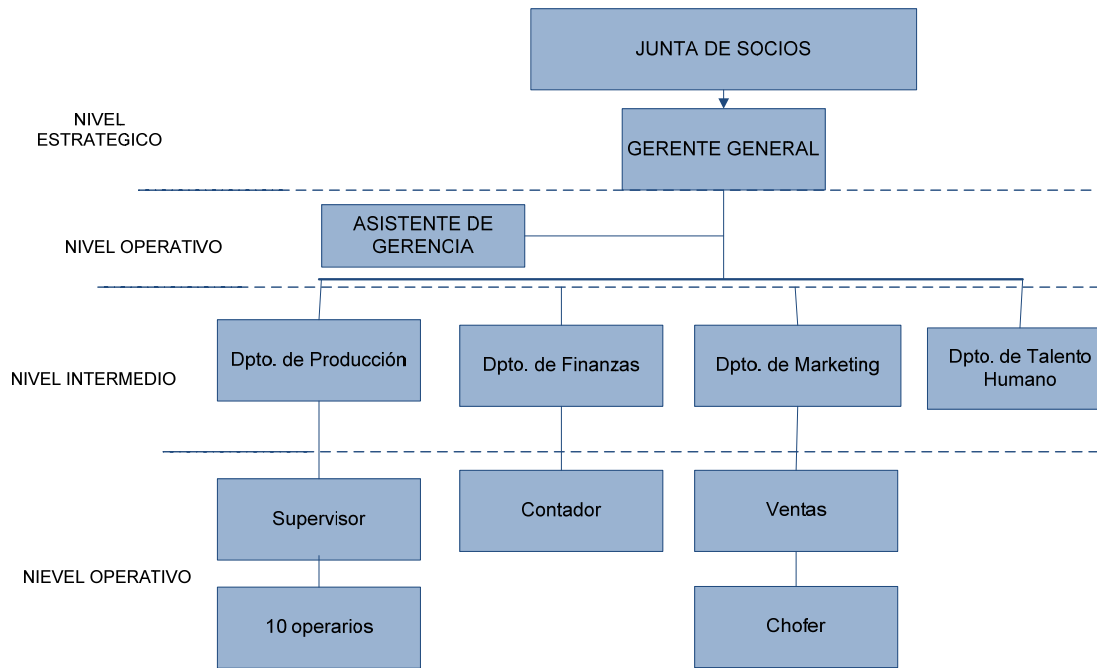 JUNTA DE SOCIOS
NIVEL
ESTRATEGICO
GERENTE GENERAL
ASISTENTE DE
GERENCIA
NIVEL OPERATIVO
Dpto. de Producción
Dpto. de Finanzas
Dpto. de Marketing
Dpto. de Talento
Humano
NIVEL INTERMEDIO
Supervisor
Contador
Ventas
NIEVEL OPERATIVO
10 operarios
Chofer